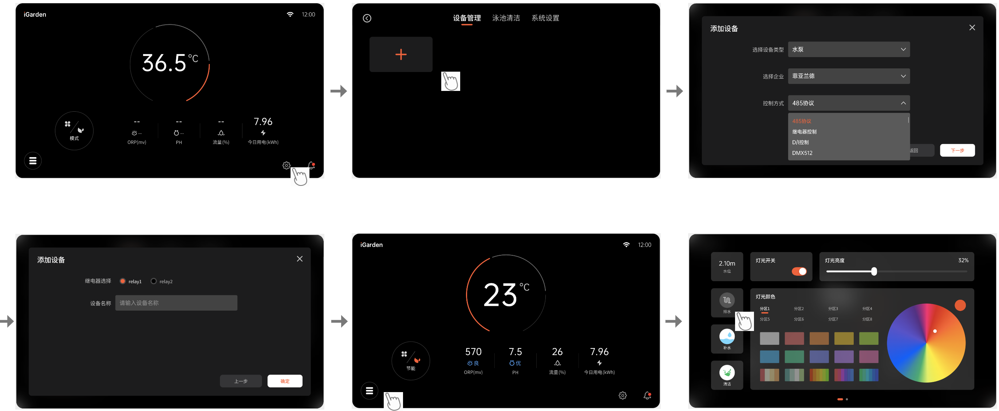 iGarden
12:00
36.5℃
模式
--
--
ORP(mv)
--
--
PH
--
流量(%)
7.96
今日用电(kWh)
设备管理 泳池清洁 系统设置
添加设备
选择设备类型 水泵
选择企业 菲亚兰德
控制方式 485协议
485协议
继电器控制
D/I控制
DMX512
返回 下一步
添加设备
继电器选择 relay1 relay2
设备名称 请输入设备名称
上一步 确定
iGarden
12:00
23℃
节能
570
良
ORP(mv)
7.5
优
PH
26
流量(%)
7.96
今日用电(kWh)
2.10m
水位
灯光开关
灯光亮度 32%
排水
补水
清洁
灯光颜色
分区1 分区2 分区3 分区4
分区5 分区6 分区7 分区8